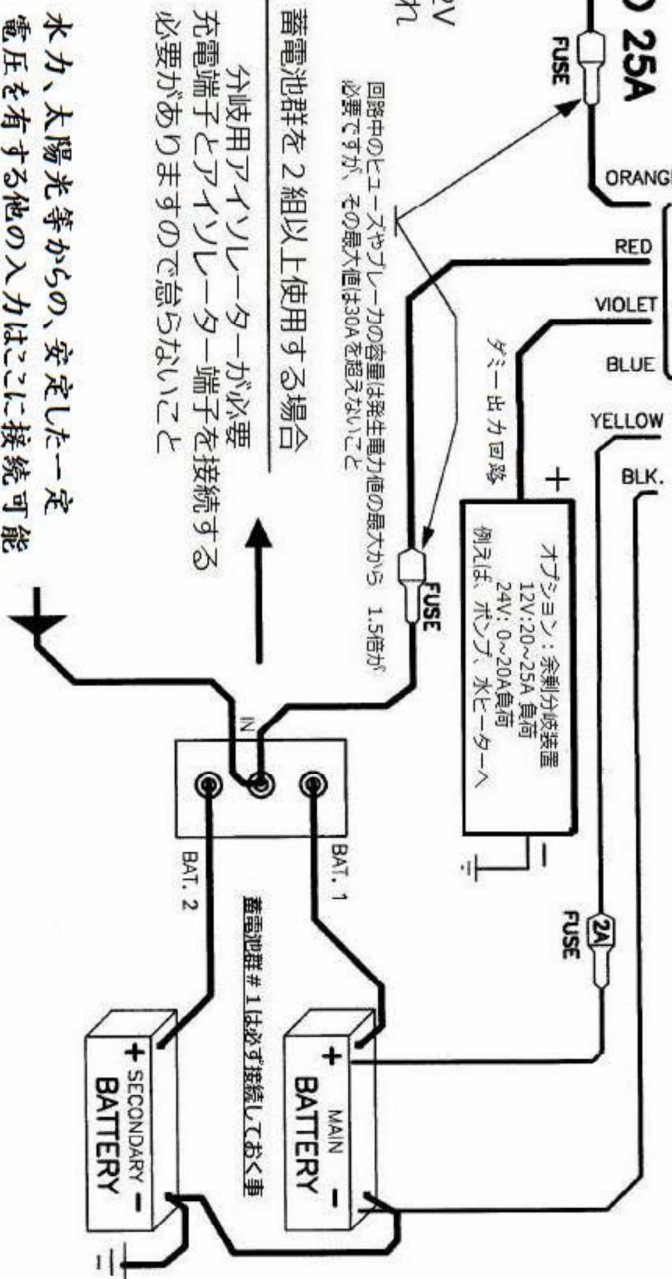 O 25A
2V
れ
FUSE
ORANGE
RED
VIOLET
BLUE
YELLOW
BLK.
回路中のヒューズやブレーカの容量は発生電力値の最大から 1.5倍が
必要ですが、その最大値は30Aを超えないこと
ダミー出力回路
+
オプション：余剰分岐装置
12V:20~25A 負荷
24V: 0~20A負荷
例えば、ポンプ、水ヒーターへ
−
蓄電池群を2組以上使用する場合
分岐用アイソレーターが必要
充電端子とアイソレーター端子を接続する
必要がありますので怠らないこと
FUSE
2A
FUSE
水力、太陽光等からの、安定した一定
電圧を有する他の入力はここに接続可能
IN
BAT. 1
BAT. 2
蓄電池群＃1は必ず接続しておく事
+ MAIN −
BATTERY
+ SECONDARY −
BATTERY